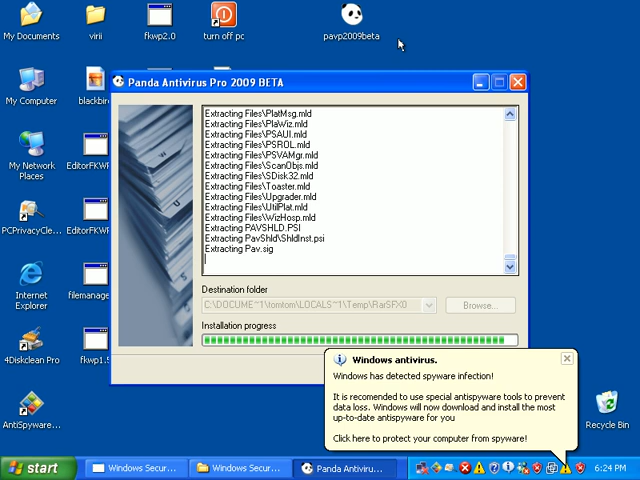 My Documents
virii
fkwp2.0
turn off pc
pavp2009beta
Panda Antivirus Pro 2009 BETA
My Computer
blackbir
Extracting Files\PlatMsg.mld
Extracting Files\PlaWiz.mld
Extracting Files\PSAUI.mld
Extracting Files\PSROL.mld
Extracting Files\PSVAMgr.mld
Extracting Files\ScanObjs.mld
Extracting Files\SDisk32.mld
Extracting Files\Toaster.mld
Extracting Files\Upgrader.mld
Extracting Files\UtilPlat.mld
Extracting Files\WizHosp.mld
Extracting PAVSHLD.PSI
Extracting PavShld\ShldInst.psi
Extracting Pav.sig
My Network
Places
EditorFKWP
PCPrivacyCle...
EditorFKWP
Internet
Explorer
filemanage
Destination folder
C:\DOCUME~1\tomtom\LOCALS~1\Temp\RarSFX0
Browse...
Installation progress
4Diskclean Pro
fkwp1.5
Windows antivirus.
Windows has detected spyware infection!
It is recomended to use special antispyware tools to prevent
data loss. Windows will now download and install the most
up-to-date antispyware for you
Click here to protect your computer from spyware!
AntiSpyware...
Recycle Bin
start
Windows Secur...
Windows Secur...
Panda Antiviru...
6:24 PM